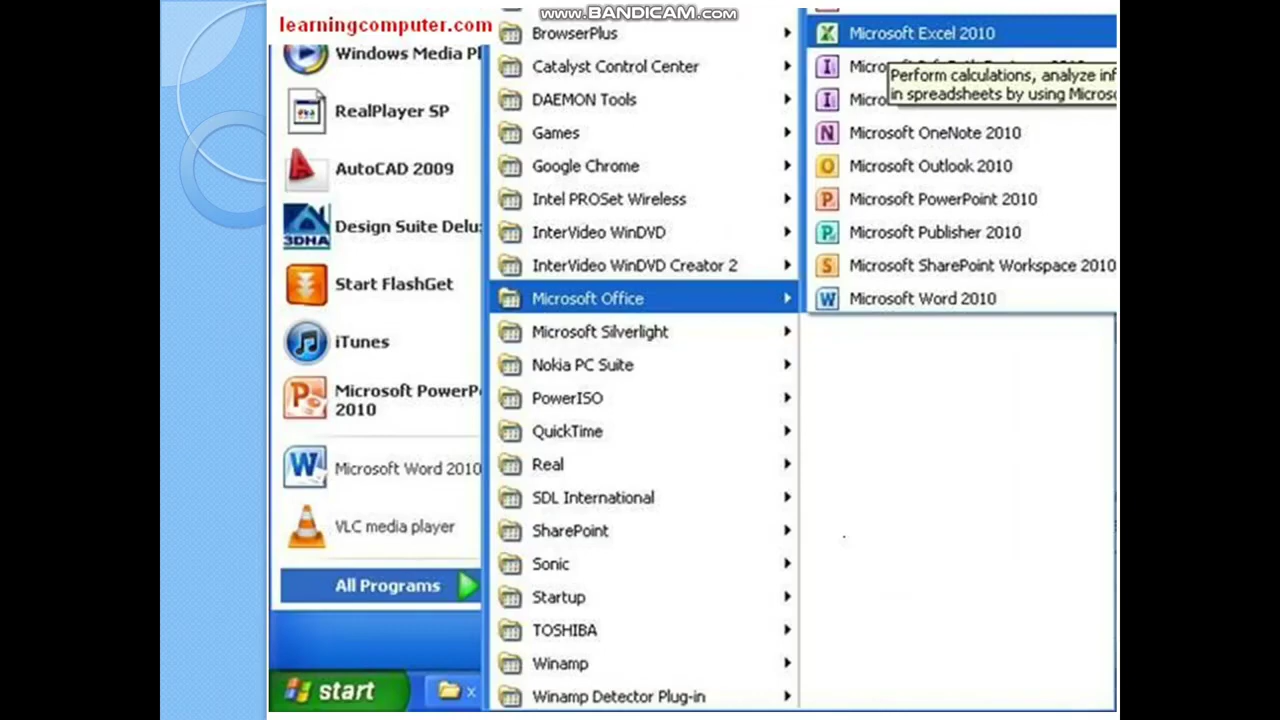 www.BANDICAM.com
learningcomputer.com
Windows Media Pl
RealPlayer SP
AutoCAD 2009
3DHA
Design Suite Delu
Start FlashGet
iTunes
Microsoft PowerP
2010
Microsoft Word 2010
VLC media player
All Programs
start
BrowserPlus
Catalyst Control Center
DAEMON Tools
Games
Google Chrome
Intel PROSet Wireless
InterVideo WinDVD
InterVideo WinDVD Creator 2
Microsoft Office
Microsoft Silverlight
Nokia PC Suite
PowerISO
QuickTime
Real
SDL International
SharePoint
Sonic
Startup
TOSHIBA
Winamp
Winamp Detector Plug-in
Microsoft Excel 2010
Micro
Perform calculations, analyze inf
in spreadsheets by using Micros
Micro
Microsoft OneNote 2010
Microsoft Outlook 2010
Microsoft PowerPoint 2010
Microsoft Publisher 2010
Microsoft SharePoint Workspace 2010
Microsoft Word 2010